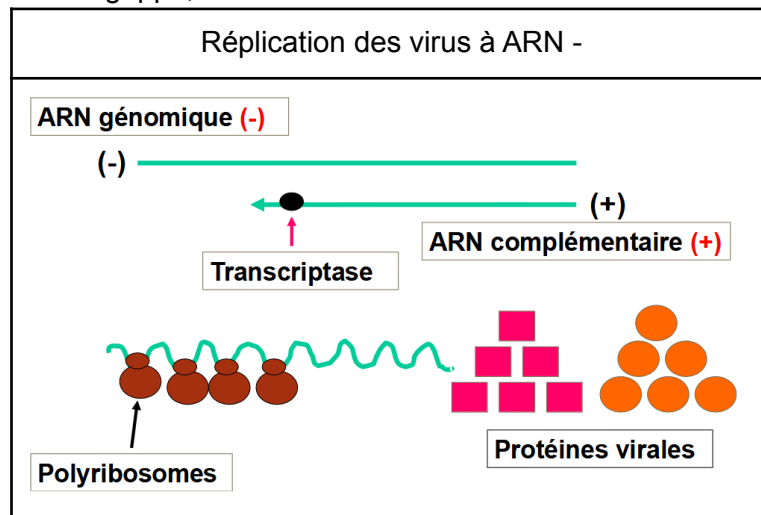 Réplication des virus à ARN -
ARN génomique (-)
(-)
(+)
ARN complémentaire (+)
Transcriptase
Protéines virales
Polyribosomes